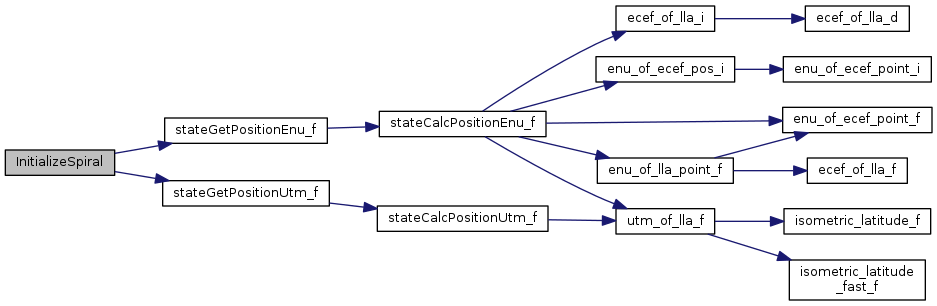 InitializeSpiral
stateGetPositionEnu_f
stateGetPositionUtm_f
stateCalcPositionEnu_f
stateCalcPositionUtm_f
ecef_of_lla_i
enu_of_ecef_pos_i
enu_of_lla_point_f
utm_of_lla_f
ecef_of_lla_d
enu_of_ecef_point_i
enu_of_ecef_point_f
ecef_of_lla_f
isometric_latitude_f
isometric_latitude
_fast_f